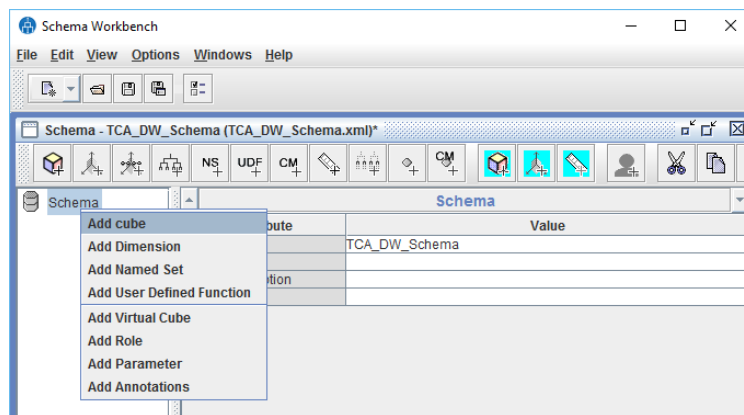 Schema Workbench
File Edit View Options Windows Help
Schema - TCA_DW_Schema (TCA_DW_Schema.xml)*
NS UDF CM CM
Schema
Schema
bute Value
TCA_DW_Schema
ption
Add cube
Add Dimension
Add Named Set
Add User Defined Function
Add Virtual Cube
Add Role
Add Parameter
Add Annotations